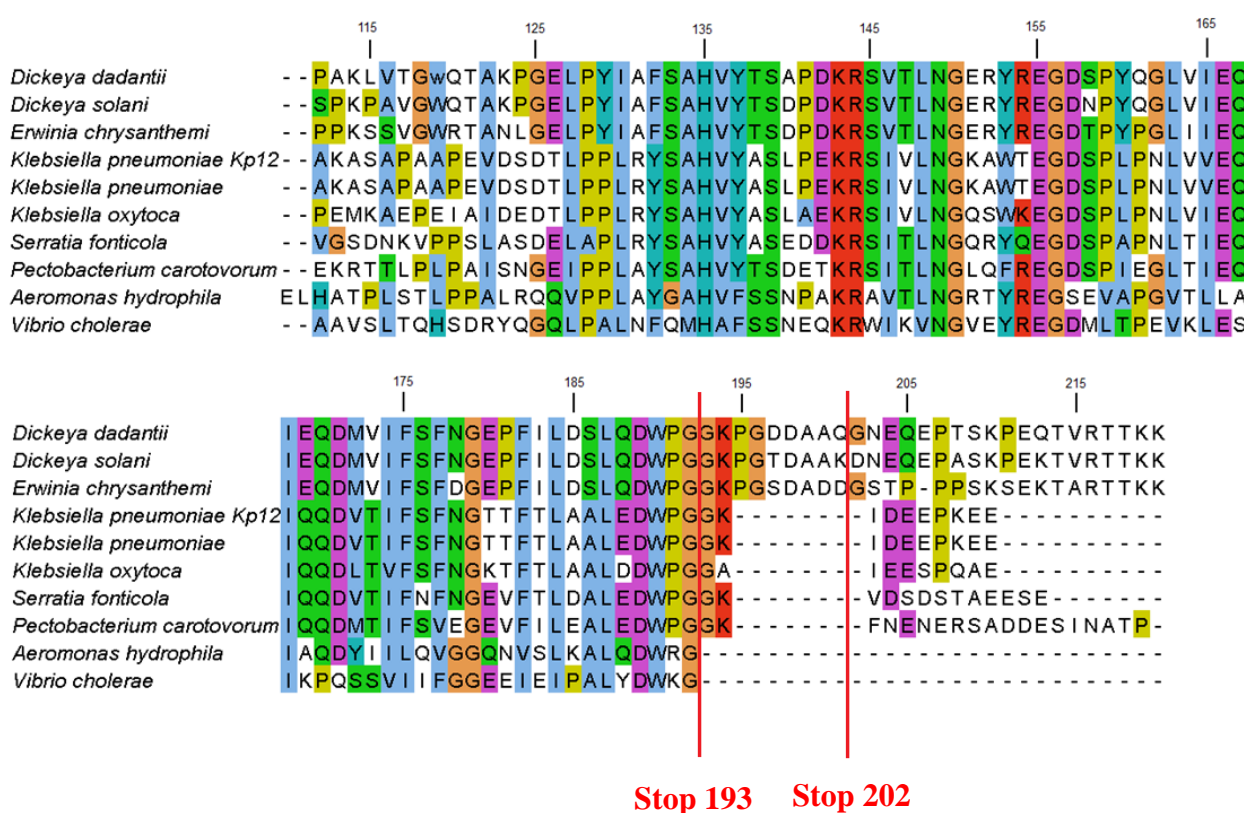 115 125 135 145 155 165
Dickeya dadantii --PAKLVTGwQTAKPGELPYIAFSAHVYTSAPDKRSVTLNGERYREGDSPYQGLVIEQ
Dickeya solani --SPKPAVGWQTAKPGELPYIAFSAHVYTSDPDKRSVTLNGERYREGDNPYQGLVIEQ
Erwinia chrysanthemi --PPKSSVGWRTANLGELPYIAFSAHVYTSDPDKRSVTLNGERYREGDTPYPGLIIEQ
Klebsiella pneumoniae Kp12 --AKASAPAAPEVDSDTLPPLRYSAHVYASLPEKRSIVLNGKAWTEGDSPLPNLVVEQ
Klebsiella pneumoniae --AKASAPAAPEVDSDTLPPLRYSAHVYASLPEKRSIVLNGKAWTEGDSPLPNLVVEQ
Klebsiella oxytoca --PEMKAEPEIAIDEDTLPPLRYSAHVYASLAEKRSIVLNGQSWKEGDSPLPNLVIEQ
Serratia fonticola --VGSDNKVPPSLASDELAPLRYSAHVYASEDDKRSITLNGQRYQEGDSPAPNLTIEQ
Pectobacterium carotovorum --EKRTTLPLPAISNGEIPPLAYSAHVYTSDETKRSITLNGLQFREGDSPIEGLTIEQ
Aeromonas hydrophila ELHATPLSTLPPALRQQVPPLAYGAHVFSSNPAKRAVTLNGRTYREGSEVAPGVTLLA
Vibrio cholerae --AAVSLTQHSDRYQGQLPALNFQMHAFSSNEQKRWIKVNGVEYREGDMLTPEVKLES
175 185 195 205 215
Dickeya dadantii IEQDMVIFSFNGEPFILDSLQDWPGGKPGDDAAQGNEQEPTSKPEQTVRTTKK
Dickeya solani IEQDMVIFSFNGEPFILDSLQDWPGGKPGTDAAKDNEQEPASKPEKTVRTTKK
Erwinia chrysanthemi IEQDMVIFSFDGEPFILDSLQDWPGGKPGSDADDGSTP-PPSKSEKTARTTKK
Klebsiella pneumoniae Kp12 IQQDVTIFSFNGTTFTLAALEDWPGGK--------IDEEPKEE----------
Klebsiella pneumoniae IQQDVTIFSFNGTTFTLAALEDWPGGK--------IDEEPKEE----------
Klebsiella oxytoca IQQDLTVFSFNGKTFTLAALDDWPGGA--------IEESPQAE----------
Serratia fonticola IQQDVTIFNFNGEVFTLDALEDWPGGK--------VDSDSTAEESE-------
Pectobacterium carotovorum IQQDMTIFSVEGEVFILEALEDWPGGK--------FNENERSADDESINATP-
Aeromonas hydrophila IAQDYIILQVGGQNVSLKALQDWRG----------------------------
Vibrio cholerae IKPQSSVIIFGGEEIEIPALYDWKG----------------------------
Stop 193 Stop 202